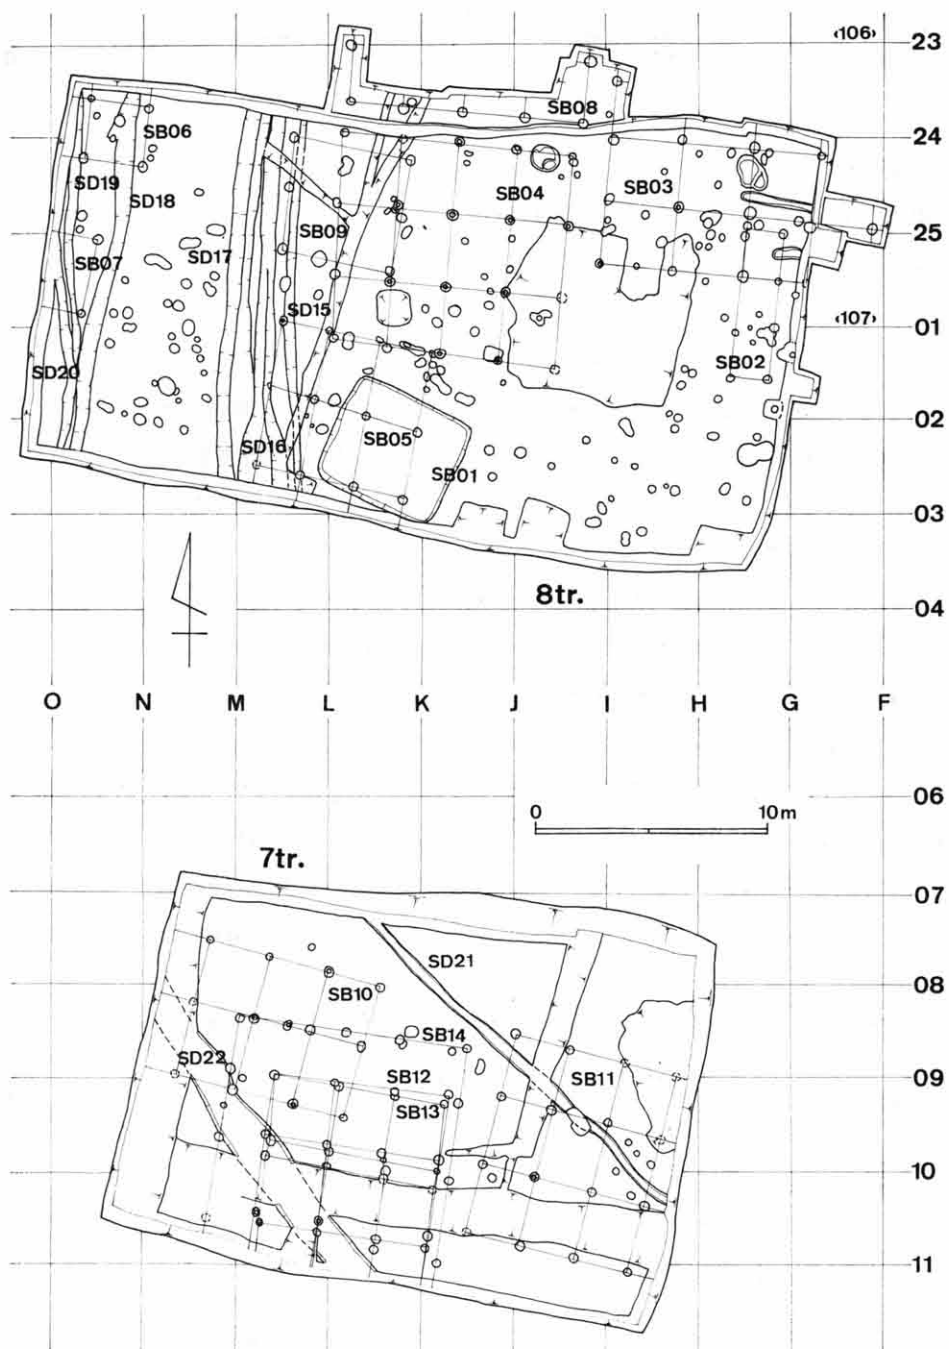 ‹106› 23
SB08
SB06 24
SD19 SB04 SB03
SD18
SB09 25
SD17
SB07
SD15
‹107› 01
SB02
SD20
02
SB05
SD16
SB01
03
8tr.
04
O N M L K J I H G F
06
0 10m
7tr.
07
SD21
08
SB10
SB14
SD22
SB12 SB11 09
SB13
10
11